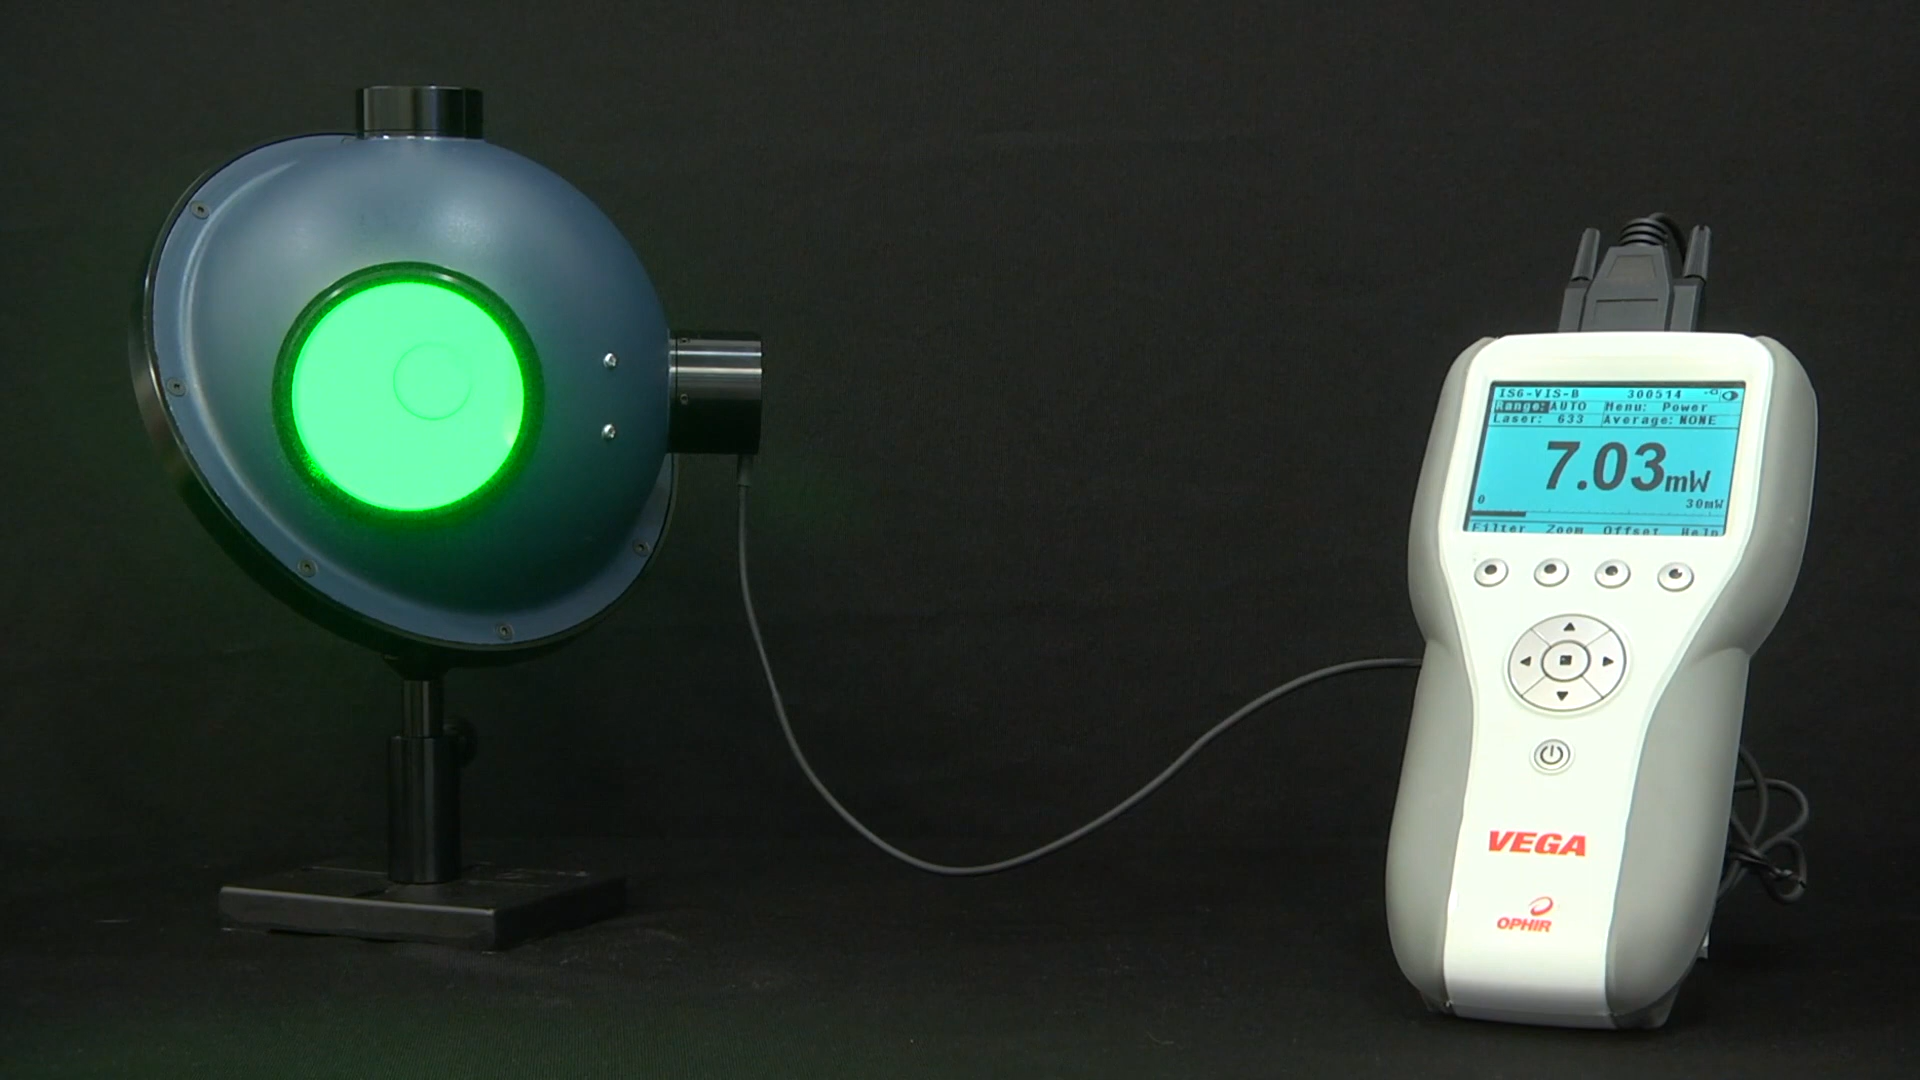 IS6-VIS-B 300514
Range: AUTO Menu: Power
Laser: 633 Average: NONE
7.03mW
0 30mW
Filter Zoom Offset Help
VEGA
OPHIR